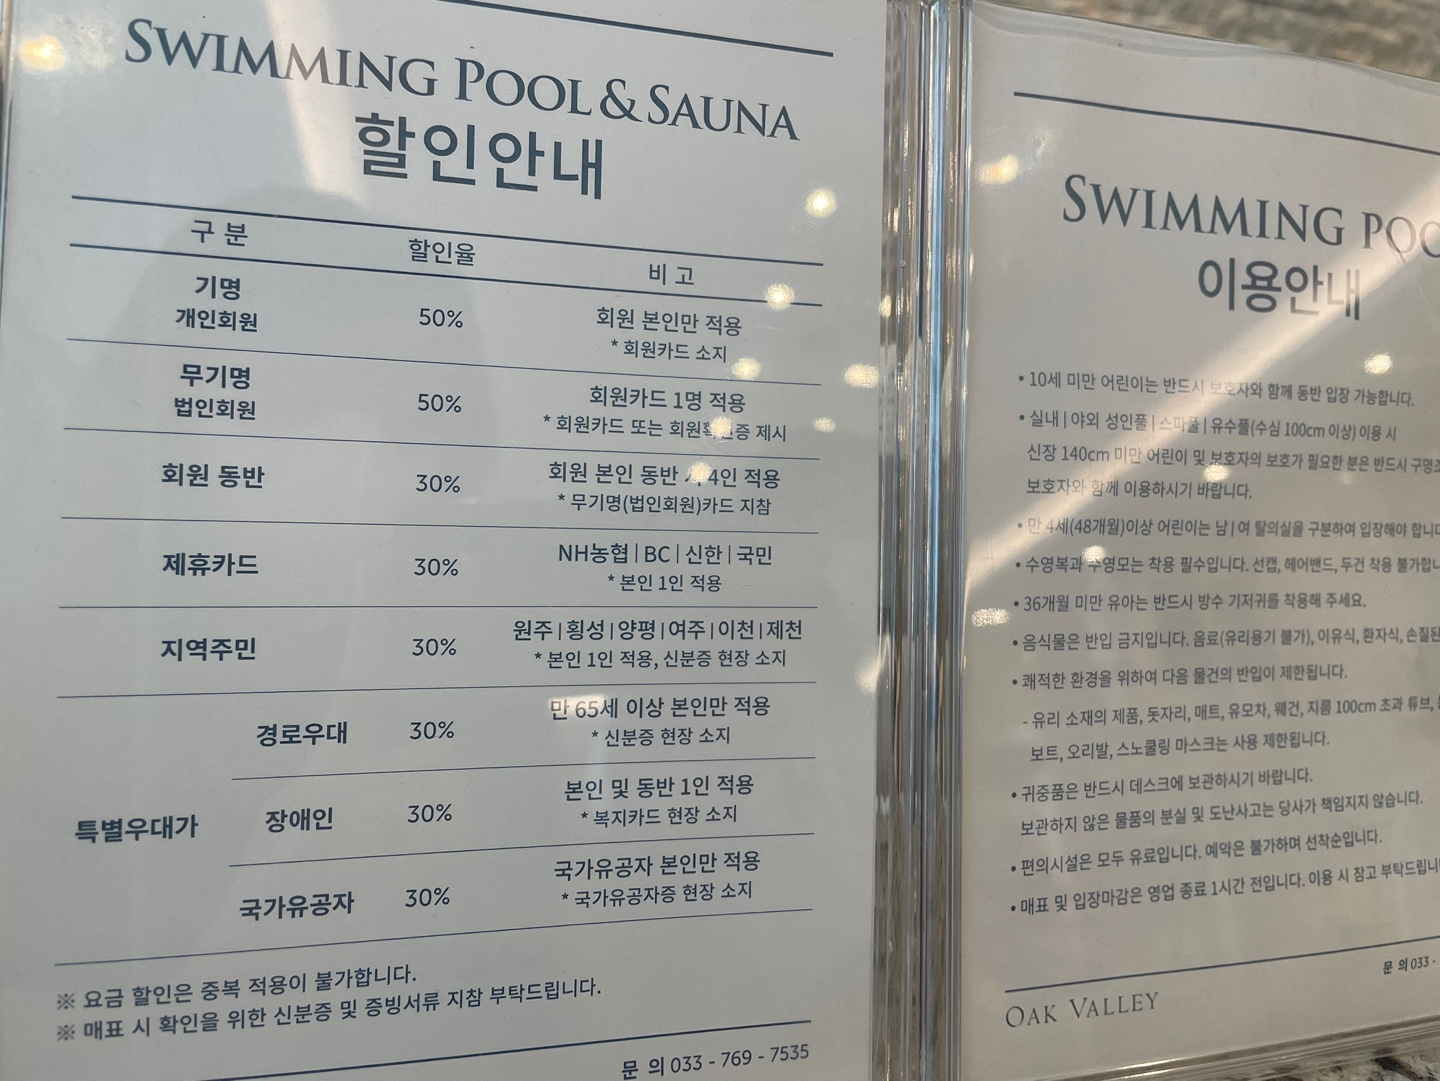 SWIMMING POOL & SAUNA
할인안내
구 분 할인율 비 고
기명
개인회원 50% 회원 본인만 적용
* 회원카드 소지
무기명
법인회원 50% 회원카드 1명 적용
* 회원카드 또는 제시
회원 동반 30% 회원 본인 동반 4인 적용
* 무기명(법인회원)카드 지참
제휴카드 30% NH농협 | BC | 신한 | 국민
* 본인 1인 적용
지역주민 30% 원주 | 횡성 | 양평 | 여주 | 이천 | 제천
* 본인 1인 적용, 신분증 현장 소지
특별우대가
경로우대 30% 만 65세 이상 본인만 적용
* 신분증 현장 소지
장애인 30% 본인 및 동반 1인 적용
* 복지카드 현장 소지
국가유공자 30% 국가유공자 본인만 적용
* 국가유공자증 현장 소지
※ 요금 할인은 중복 적용이 불가합니다.
※ 매표 시 확인을 위한 신분증 및 증빙서류 지참 부탁드립니다.
문 의 033 - 769 - 7535
SWIMMING POO
이용안내
• 10세 미만 어린이는 반드시 보호자와 함께 동반 입장 가능합니다.
• 실내 | 야외 성인풀 | 스파풀 | 유수풀(수심 100cm 이상) 이용 시
신장 140cm 미만 어린이 및 보호자의 보호가 필요한 분은 반드시 구명조
보호자와 함께 이용하시기 바랍니다.
• 만 4세(48개월)이상 어린이는 남 | 여 탈의실을 구분하여 입장해야 합니다
• 수영복과 수영모는 착용 필수입니다. 선캡, 헤어밴드, 두건 착용 불가합니
• 36개월 미만 유아는 반드시 방수 기저귀를 착용해 주세요.
• 음식물은 반입 금지입니다. 음료(유리용기 불가), 이유식, 환자식, 손질된
• 쾌적한 환경을 위하여 다음 물건의 반입이 제한됩니다.
- 유리 소재의 제품, 돗자리, 매트, 유모차, 웨건, 지름 100cm 초과 튜브,
보트, 오리발, 스노쿨링 마스크는 사용 제한됩니다.
• 귀중품은 반드시 데스크에 보관하시기 바랍니다.
보관하지 않은 물품의 분실 및 도난사고는 당사가 책임지지 않습니다.
• 편의시설은 모두 유료입니다. 예약은 불가하며 선착순입니다.
• 매표 및 입장마감은 영업 종료 1시간 전입니다. 이용 시 참고 부탁드립니
문 의 033 -
OAK VALLEY